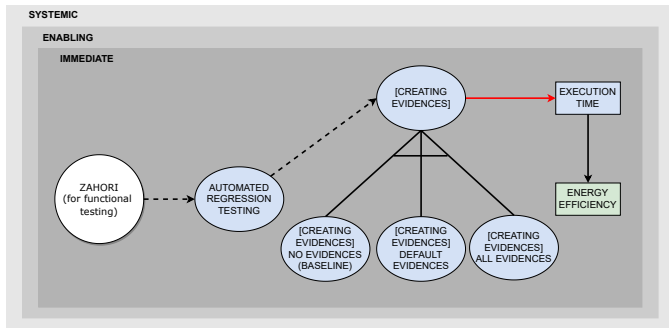 SYSTEMIC
ENABLING
IMMEDIATE
[CREATING
EVIDENCES]
EXECUTION
TIME
ZAHORI
(for functional
testing)
AUTOMATED
REGRESSION
TESTING
ENERGY
EFFICIENCY
[CREATING
EVIDENCES]
NO EVIDENCES
(BASELINE)
[CREATING
EVIDENCES]
DEFAULT
EVIDENCES
[CREATING
EVIDENCES]
ALL EVIDENCES